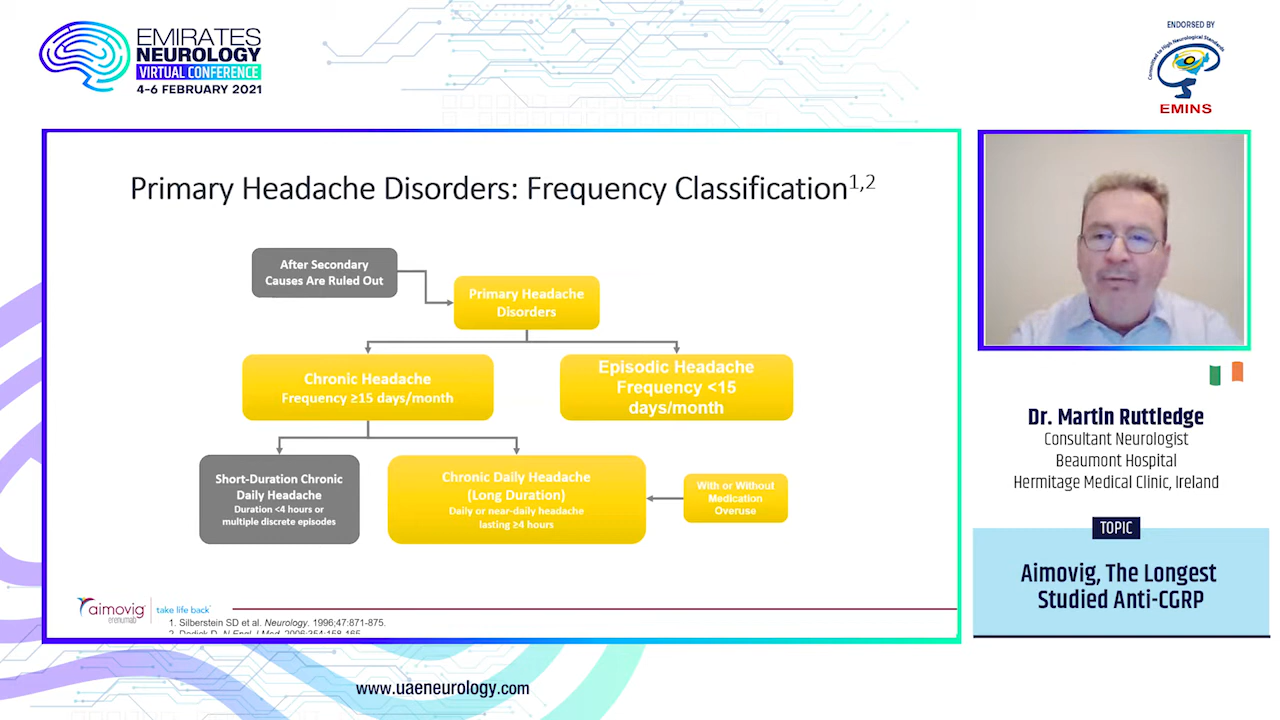 EMIRATES
NEUROLOGY
VIRTUAL CONFERENCE
4-6 FEBRUARY 2021
ENDORSED BY
Committed to High Neurological Standards
EMINS
Primary Headache Disorders: Frequency Classification1,2
After Secondary
Causes Are Ruled Out
Primary Headache
Disorders
Chronic Headache
Frequency ≥15 days/month
Episodic Headache
Frequency <15
days/month
Short-Duration Chronic
Daily Headache
Duration <4 hours or
multiple discrete episodes
Chronic Daily Headache
(Long Duration)
Daily or near-daily headache
lasting ≥4 hours
With or Without
Medication
Overuse
aimovig
erenumab
take life back
1. Silberstein SD et al. Neurology. 1996;47:871-875.
2. Dodick D. N Engl J Med. 2006;354:158-165.
Dr. Martin Ruttledge
Consultant Neurologist
Beaumont Hospital
Hermitage Medical Clinic, Ireland
TOPIC
Aimovig, The Longest
Studied Anti-CGRP
www.uaeneurology.com